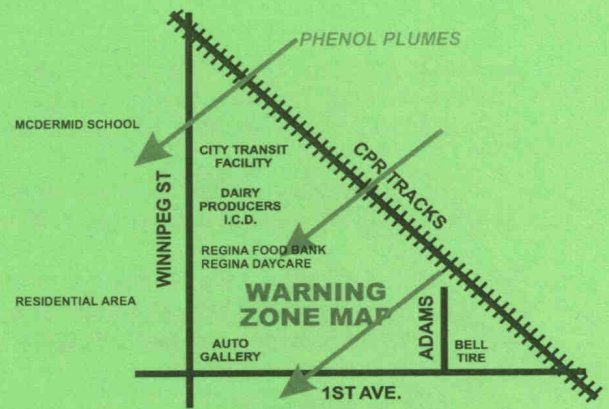 PHENOL PLUMES
MCDERMID SCHOOL
CITY TRANSIT
FACILITY
CPR TRACKS
WINNIPEG ST
DAIRY
PRODUCERS
I.C.D.
REGINA FOOD BANK
REGINA DAYCARE
WARNING
ZONE MAP
RESIDENTIAL AREA
ADAMS
AUTO
GALLERY
BELL
TIRE
1ST AVE.